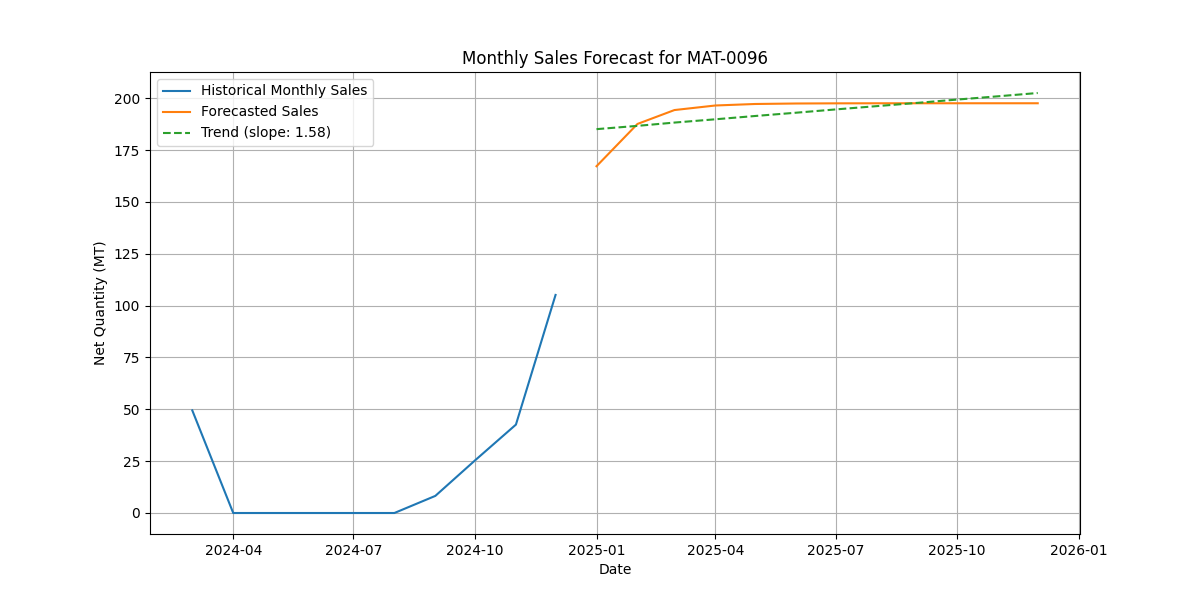 Monthly Sales Forecast for MAT-0096
Historical Monthly Sales
Forecasted Sales
Trend (slope: 1.58)
Net Quantity (MT)
200
175
150
125
100
75
50
25
0
2024-04
2024-07
2024-10
2025-01
2025-04
2025-07
2025-10
2026-01
Date